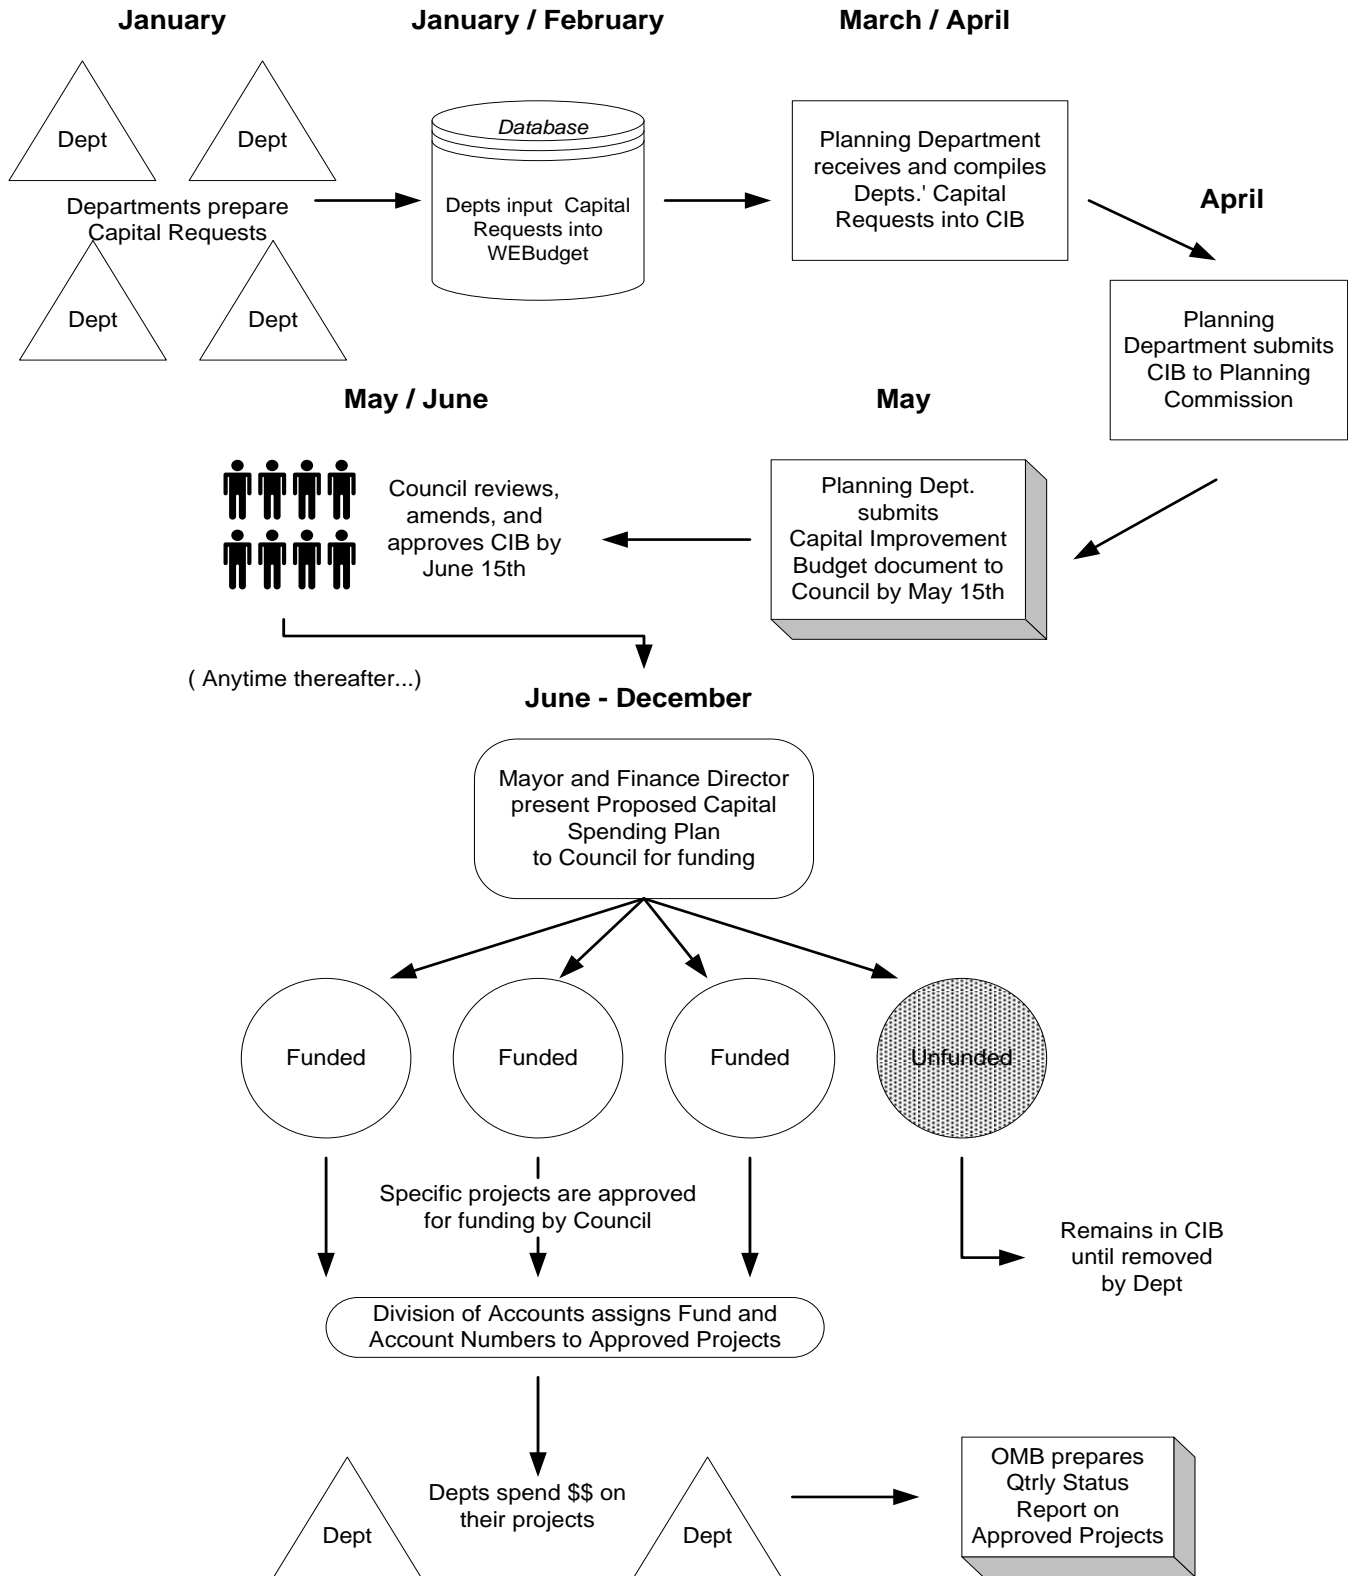 January
January / February
March / April
Dept
Dept
Departments prepare
Capital Requests
Dept
Dept
Database
Depts input Capital
Requests into
WEBudget
Planning Department
receives and compiles
Depts.' Capital
Requests into CIB
April
Planning
Department submits
CIB to Planning
Commission
May / June
May
Council reviews,
amends, and
approves CIB by
June 15th
Planning Dept.
submits
Capital Improvement
Budget document to
Council by May 15th
( Anytime thereafter...)
June - December
Mayor and Finance Director
present Proposed Capital
Spending Plan
to Council for funding
Funded
Funded
Funded
Unfunded
Specific projects are approved
for funding by Council
Remains in CIB
until removed
by Dept
Division of Accounts assigns Fund and
Account Numbers to Approved Projects
Dept
Depts spend $$ on
their projects
Dept
OMB prepares
Qtrly Status
Report on
Approved Projects